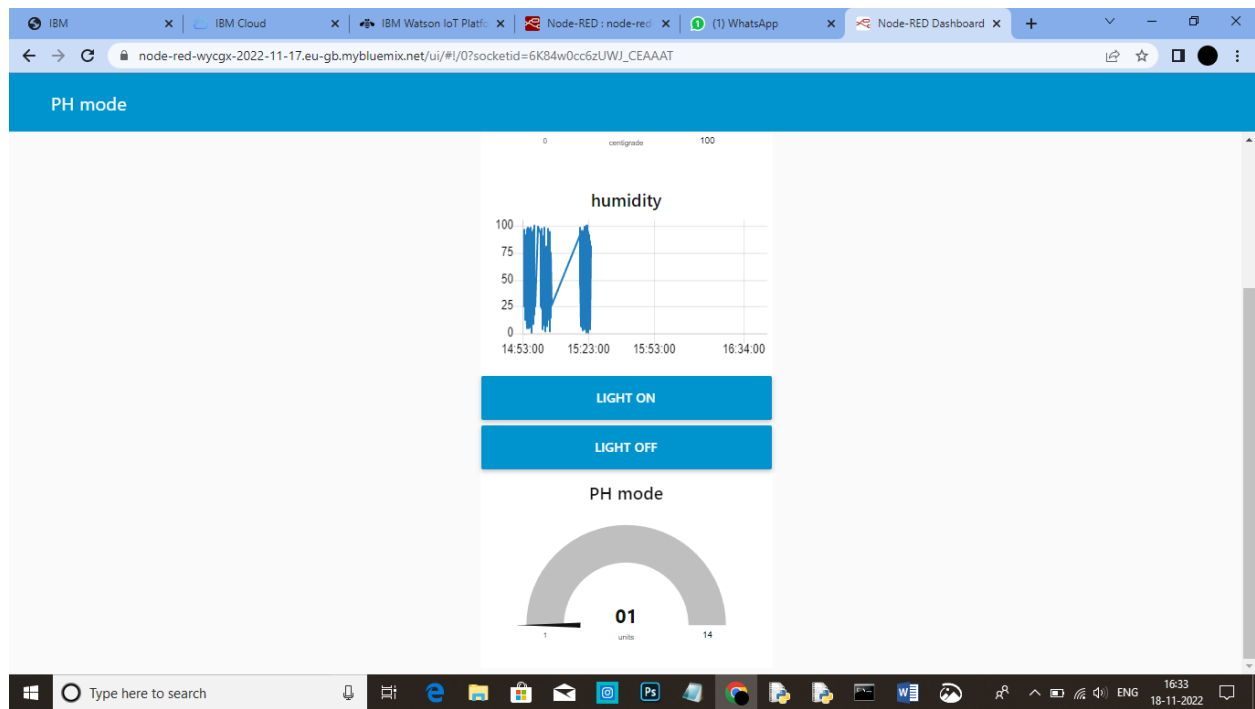 IBM
IBM Cloud
IBM Watson IoT Platfo
Node-RED : node-red
(1) WhatsApp
Node-RED Dashboard
node-red-wycgx-2022-11-17.eu-gb.mybluemix.net/ui/#!/0?socketid=6K84w0cc6zUWJ_CEAAAT
PH mode
0 centigrade 100
humidity
100
75
50
25
0
14:53:00 15:23:00 15:53:00 16:34:00
LIGHT ON
LIGHT OFF
PH mode
01
1 units 14
Type here to search
Ps
ENG
16:33
18-11-2022